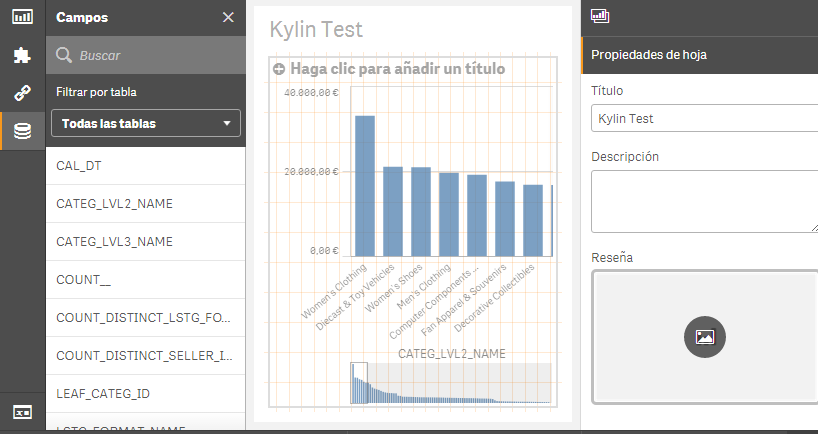 Campos
Buscar
Filtrar por tabla
Todas las tablas
CAL_DT
CATEG_LVL2_NAME
CATEG_LVL3_NAME
COUNT__
COUNT_DISTINCT_LSTG_FO...
COUNT_DISTINCT_SELLER_I...
LEAF_CATEG_ID
LSTG_FORMAT_NAME
Kylin Test
Haga clic para añadir un título
40.000,00 €
20.000,00 €
0,00 €
Women's Clothing
Diecast & Toy Vehicles
Women's Shoes
Men's Clothing
Computer Components ...
Fan Apparel & Souvenirs
Decorative Collectibles
CATEG_LVL2_NAME
Propiedades de hoja
Título
Kylin Test
Descripción
Reseña